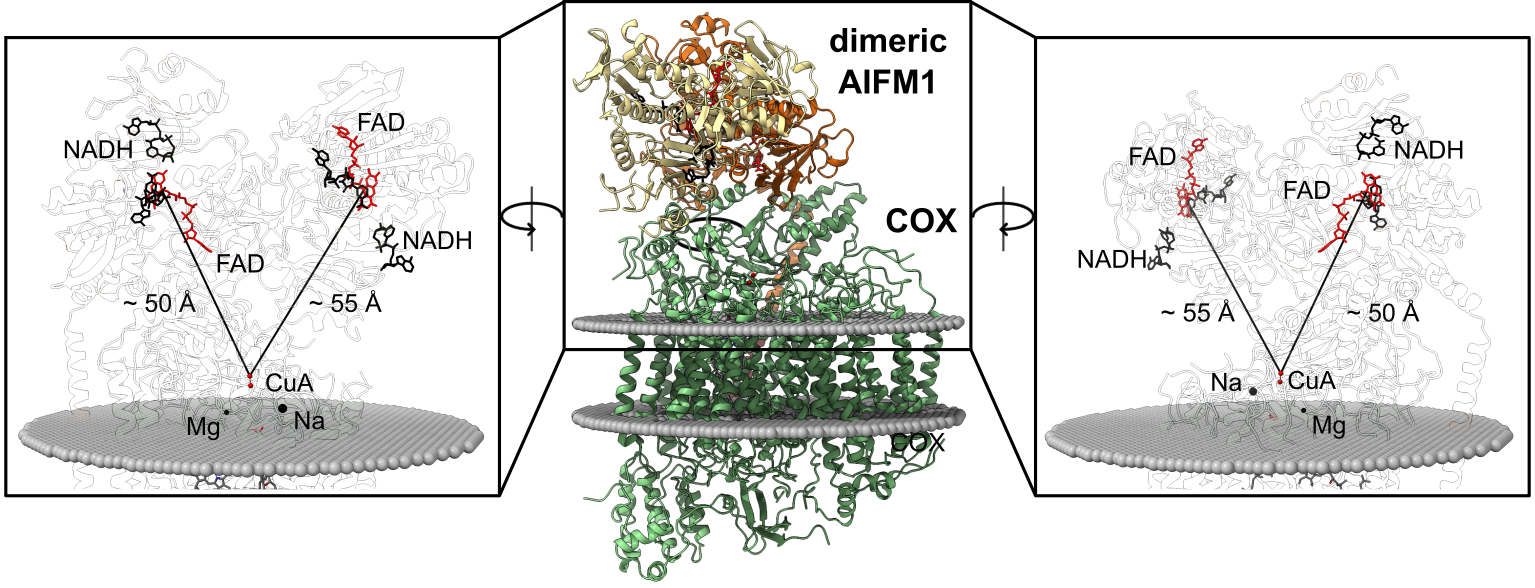 FAD
NADH
NADH
FAD
~ 50 Å
~ 55 Å
CuA
Mg
Na
dimeric
AIFM1
COX
COX
NADH
FAD
FAD
NADH
~ 55 Å
~ 50 Å
Na
CuA
Mg